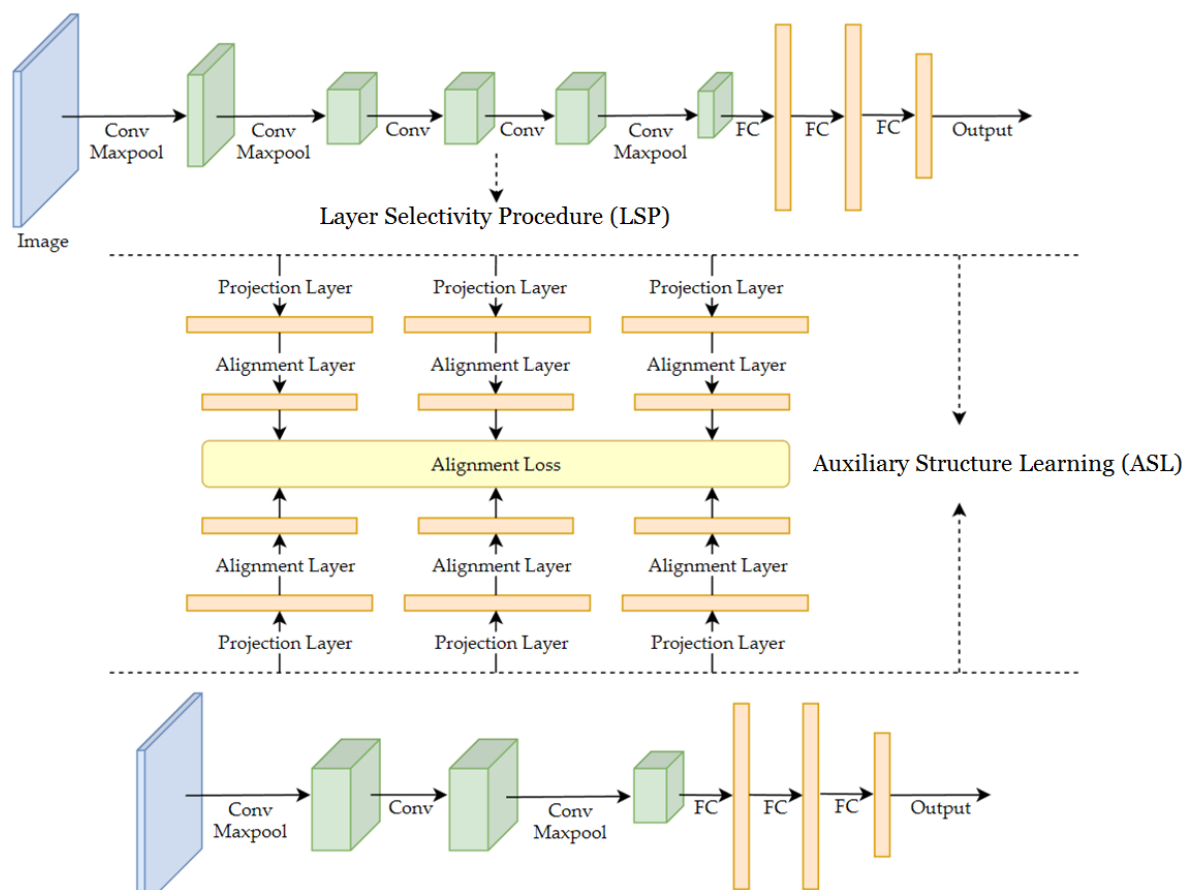 Conv
Maxpool
Conv
Maxpool
Conv
Conv
Conv
Maxpool
FC
FC
FC
Output
Image
Layer Selectivity Procedure (LSP)
Projection Layer
Projection Layer
Projection Layer
Alignment Layer
Alignment Layer
Alignment Layer
Alignment Loss
Auxiliary Structure Learning (ASL)
Alignment Layer
Alignment Layer
Alignment Layer
Projection Layer
Projection Layer
Projection Layer
Conv
Maxpool
Conv
Conv
Maxpool
FC
FC
FC
Output